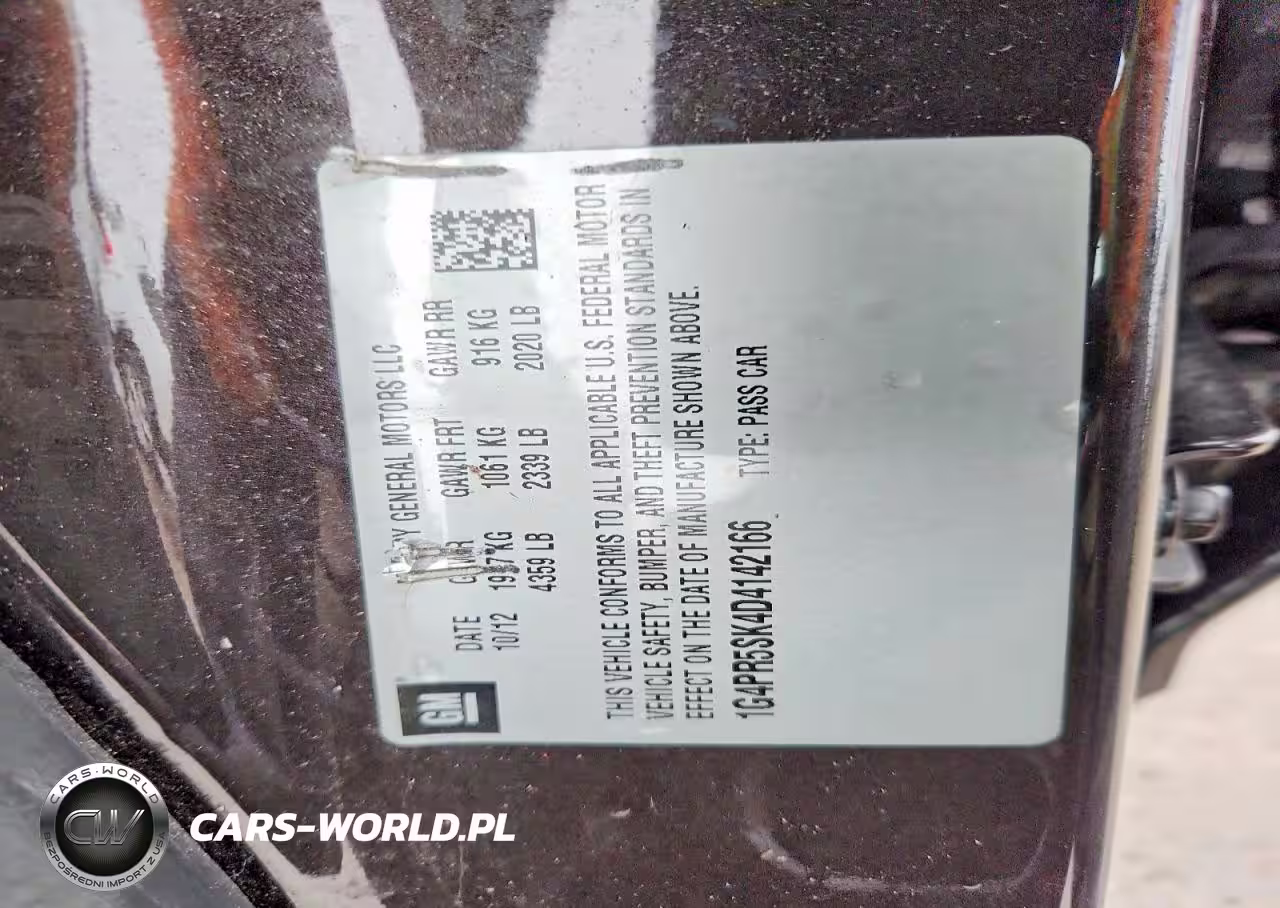 GM
Y GENERAL MOTORS LLC
DATE GAWR FRT GAWR RR
10/12 KG 1061 KG 916 KG
4359 LB 2339 LB 2020 LB
THIS VEHICLE CONFORMS TO ALL APPLICABLE U.S. FEDERAL MOTOR
VEHICLE SAFETY, BUMPER, AND THEFT PREVENTION STANDARDS IN
EFFECT ON THE DATE OF MANUFACTURE SHOWN ABOVE.
1G4PR5SK4D4142166 TYPE: PASS CAR
CARS-WORLD
CW
BEZPOŚREDNI IMPORT Z USA
CARS-WORLD.PL